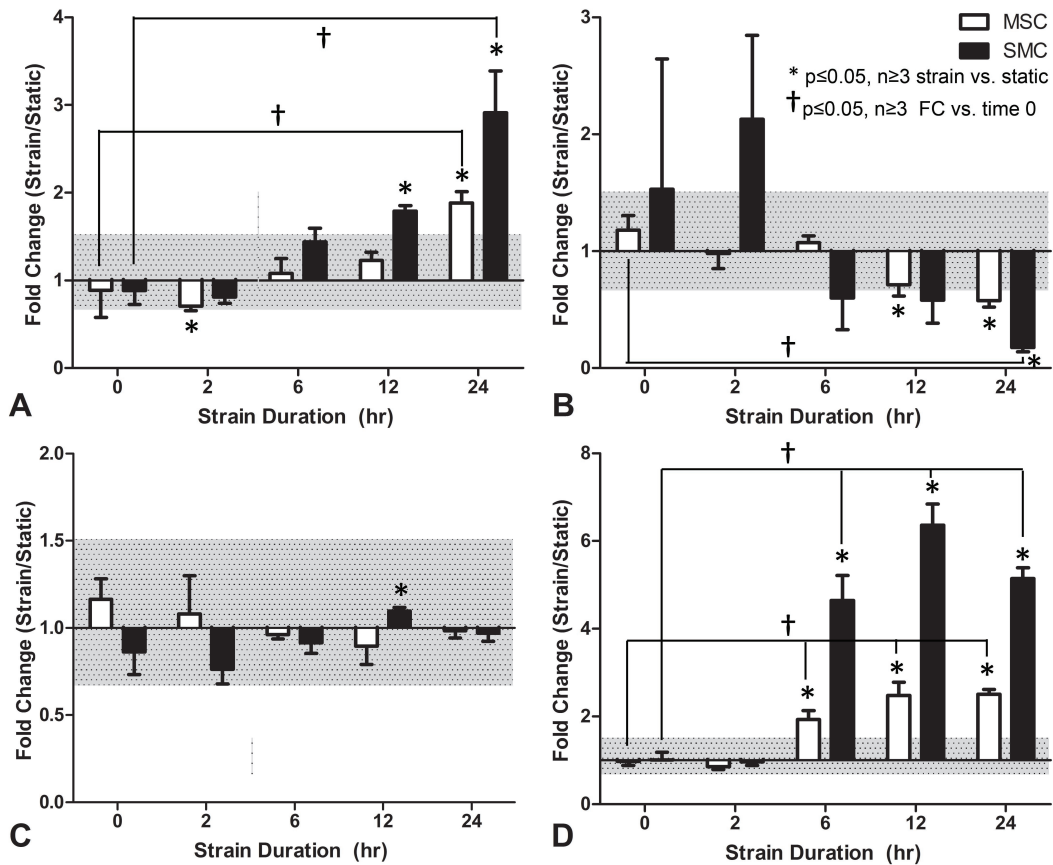 4
3
2
1
0
Fold Change (Strain/Static)
†
*
†
*
*
*
0 2 6 12 24
Strain Duration (hr)
A
3
2
1
0
Fold Change (Strain/Static)
MSC
SMC
* p≤0.05, n≥3 strain vs. static
† p≤0.05, n≥3 FC vs. time 0
*
*
†
*
0 2 6 12 24
Strain Duration (hr)
B
2.0
1.5
1.0
0.5
0.0
Fold Change (Strain/Static)
*
0 2 6 12 24
Strain Duration (hr)
C
8
6
4
2
0
Fold Change (Strain/Static)
†
*
*
*
†
*
*
*
0 2 6 12 24
Strain Duration (hr)
D